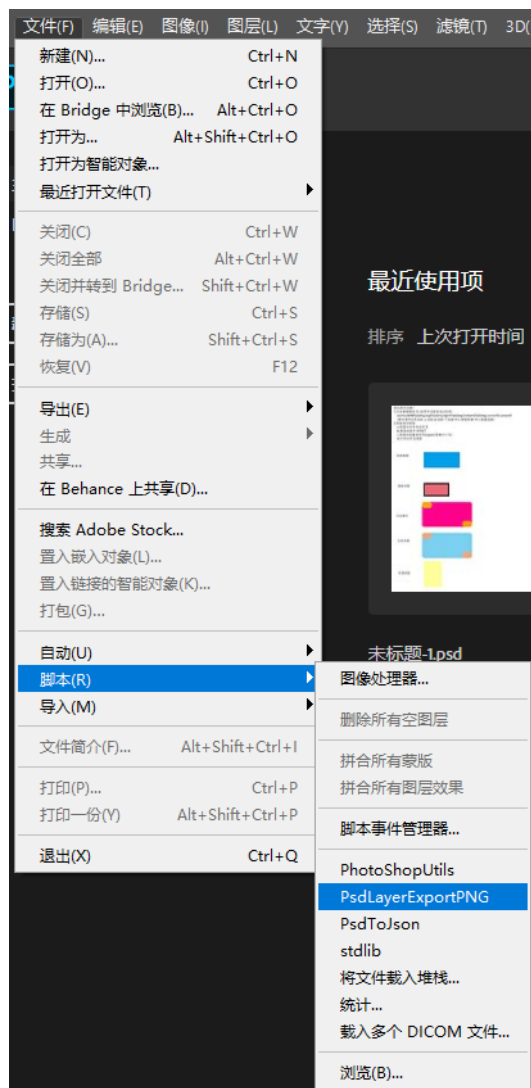 文件(F) 编辑(E) 图像(I) 图层(L) 文字(Y) 选择(S) 滤镜(T) 3D(
新建(N)... Ctrl+N
打开(O)... Ctrl+O
在 Bridge 中浏览(B)... Alt+Ctrl+O
打开为... Alt+Shift+Ctrl+O
打开为智能对象...
最近打开文件(T)
关闭(C) Ctrl+W
关闭全部 Alt+Ctrl+W
关闭并转到 Bridge... Shift+Ctrl+W
存储(S) Ctrl+S
存储为(A)... Shift+Ctrl+S
恢复(V) F12
导出(E)
生成
共享...
在 Behance 上共享(D)...
搜索 Adobe Stock...
置入嵌入对象(L)...
置入链接的智能对象(K)...
打包(G)...
自动(U)
脚本(R)
导入(M)
文件简介(F)... Alt+Shift+Ctrl+I
打印(P)... Ctrl+P
打印一份(Y) Alt+Shift+Ctrl+P
退出(X) Ctrl+Q
最近使用项
排序 上次打开时间
未标题-1.psd
图像处理器...
删除所有空图层
拼合所有蒙版
拼合所有图层效果
脚本事件管理器...
PhotoShopUtils
PsdLayerExportPNG
PsdToJson
stdlib
将文件载入堆栈...
统计...
载入多个 DICOM 文件...
浏览(B)...